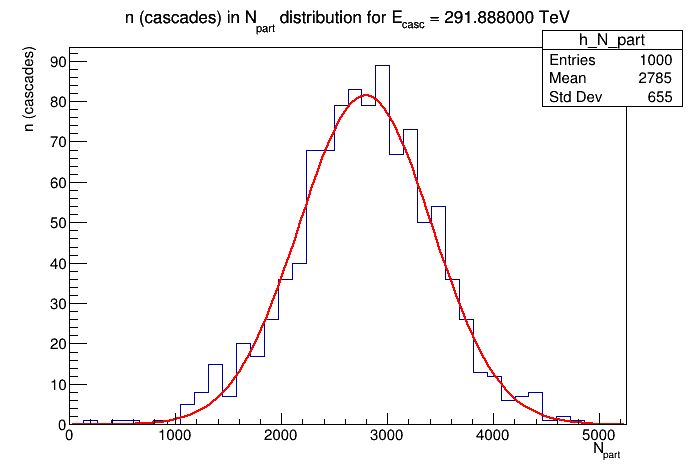 n (cascades) in N_part distribution for E_casc = 291.888000 TeV
h_N_part
Entries 1000
Mean 2785
Std Dev 655
n (cascades)
90
80
70
60
50
40
30
20
10
0
0 1000 2000 3000 4000 5000
N_part